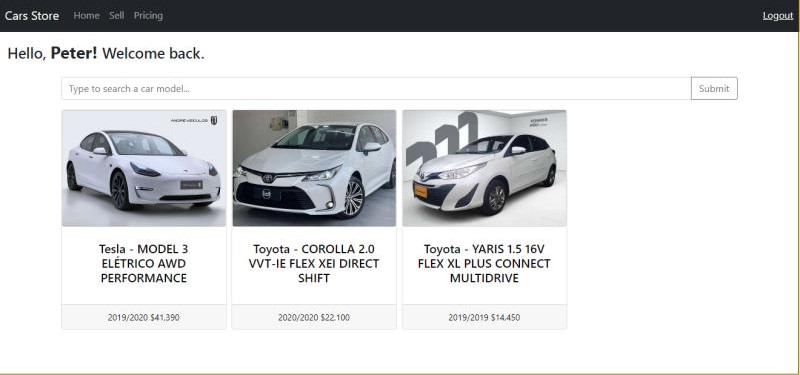 Cars Store Home Sell Pricing Logout
Hello, Peter! Welcome back.
Type to search a car model... Submit
ANDRÉ VEÍCULOS
Tesla - MODEL 3
ELÉTRICO AWD
PERFORMANCE
2019/2020 $41,390
Toyota - COROLLA 2.0
VVT-IE FLEX XEI DIRECT
SHIFT
2020/2020 $22,100
Toyota - YARIS 1.5 16V
FLEX XL PLUS CONNECT
MULTIDRIVE
2019/2019 $14,450